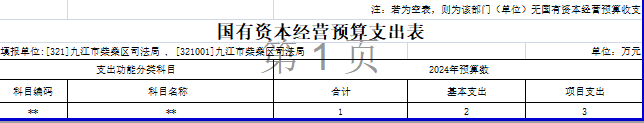 注：若为空表，则为该部门（单位）无国有资本经营预算收支
国有资本经营预算支出表
填报单位:[321]九江市柴桑区司法局 , [321001]九江市柴桑区司法局 单位：万元
第 1 页
支出功能分类科目 2024年预算数
科目编码 科目名称 合计 基本支出 项目支出
** ** 1 2 3